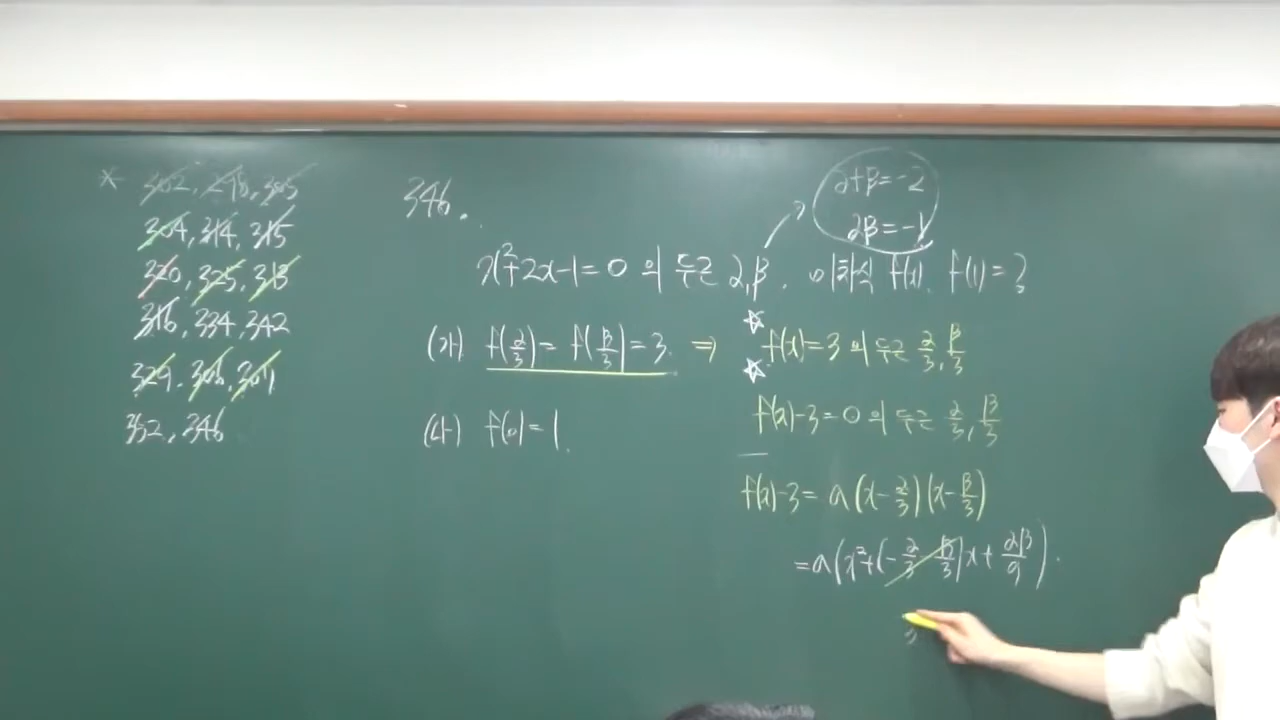 * 302, 298, 305
304, 314, 315
320, 325, 313
316, 334, 342
329, 306, 307
352, 346
346.
α+β=-2
αβ=-1
x²+2x-1=0 의 두근 α,β. 이차식 f(x). f(1)=?
(가) f(α/3)=f(β/3)=3. ⇒ ☆ f(x)=3 의 두근 α/3, β/3
☆
(나) f(0)=1.
f(x)-3=0 의 두근 α/3, β/3
f(x)-3=a(x-α/3)(x-β/3)
=a(x²+(-α/3-β/3)x+αβ/9).